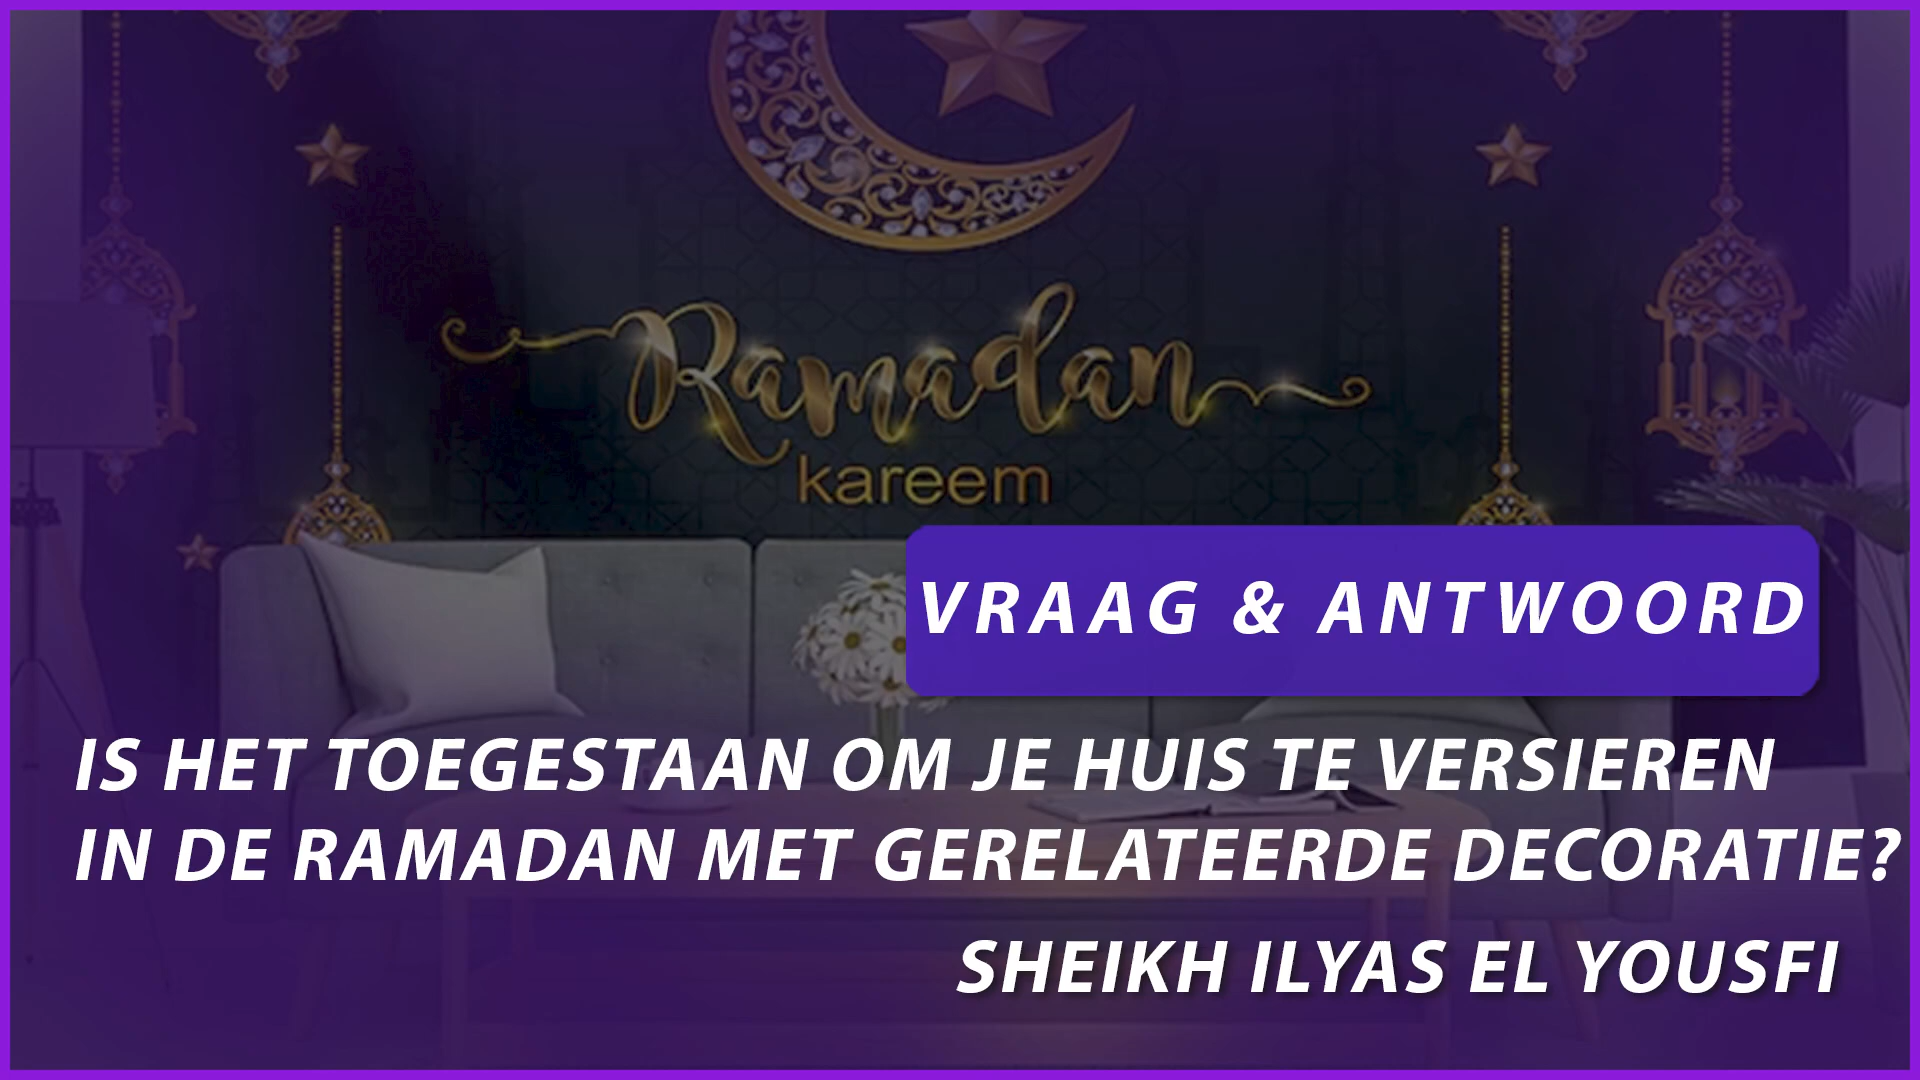 Ramadan
kareem
VRAAG & ANTWOORD
IS HET TOEGESTAAN OM JE HUIS TE VERSIEREN
IN DE RAMADAN MET GERELATEERDE DECORATIE?
SHEIKH ILYAS EL YOUSFI